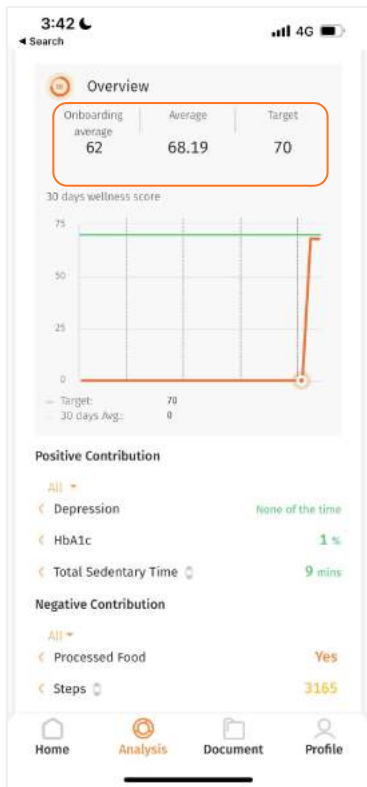 3:42
4G
Search
Overview
Onboarding average Average Target
62 68.19 70
30 days wellness score
75
50
25
0
Target: 70
30 days Avg.: 0
Positive Contribution
All
Depression None of the time
HbA1c 1 %
Total Sedentary Time 9 mins
Negative Contribution
All
Processed Food Yes
Steps 3165
Home Analysis Document Profile